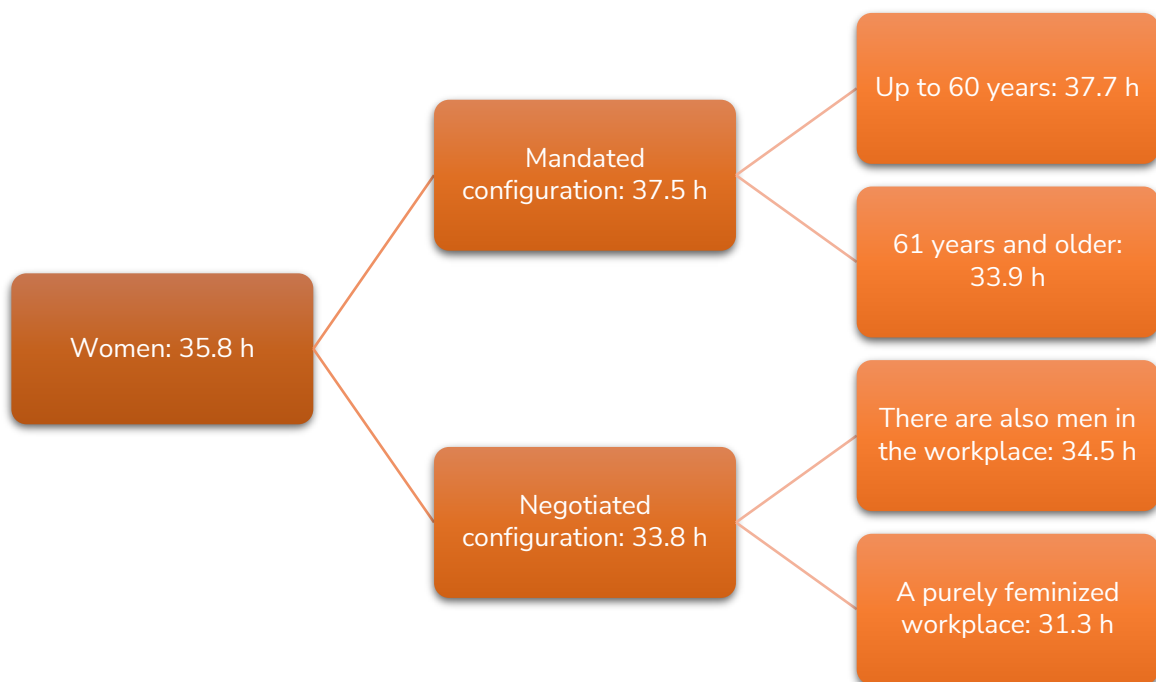 Women: 35.8 h
Mandated
configuration: 37.5 h
Up to 60 years: 37.7 h
61 years and older:
33.9 h
Negotiated
configuration: 33.8 h
There are also men in
the workplace: 34.5 h
A purely feminized
workplace: 31.3 h